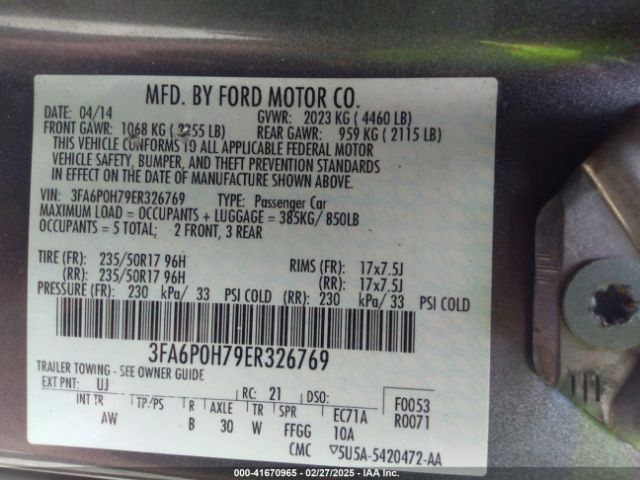 MFD. BY FORD MOTOR CO.
DATE: 04/14 GVWR: 2023 KG ( 4460 LB)
FRONT GAWR: 1068 KG ( 2355 LB) REAR GAWR: 959 KG ( 2115 LB)
THIS VEHICLE CONFORMS TO ALL APPLICABLE FEDERAL MOTOR
VEHICLE SAFETY, BUMPER, AND THEFT PREVENTION STANDARDS
IN EFFECT ON THE DATE OF MANUFACTURE SHOWN ABOVE.
VIN: 3FA6P0H79ER326769 TYPE: Passenger Car
MAXIMUM LOAD = OCCUPANTS + LUGGAGE = 385KG/ 850LB
OCCUPANTS = 5 TOTAL; 2 FRONT, 3 REAR
TIRE (FR): 235/50R17 96H RIMS (FR): 17x7.5J
(RR): 235/50R17 96H (RR): 17x7.5J
PRESSURE (FR): 230 kPa/ 33 PSI COLD (RR): 230 kPa/ 33 PSI COLD
3FA6P0H79ER326769
TRAILER TOWING - SEE OWNER GUIDE
EXT PNT: UJ RC: 21 DSO: F0053
INT TR TP/PS R AXLE TR SPR EC71A R0071
AW B 30 W FFGG 10A
CMC 5U5A-5420472-AA
000-41670965 - 02/27/2025 - IAAI.COM